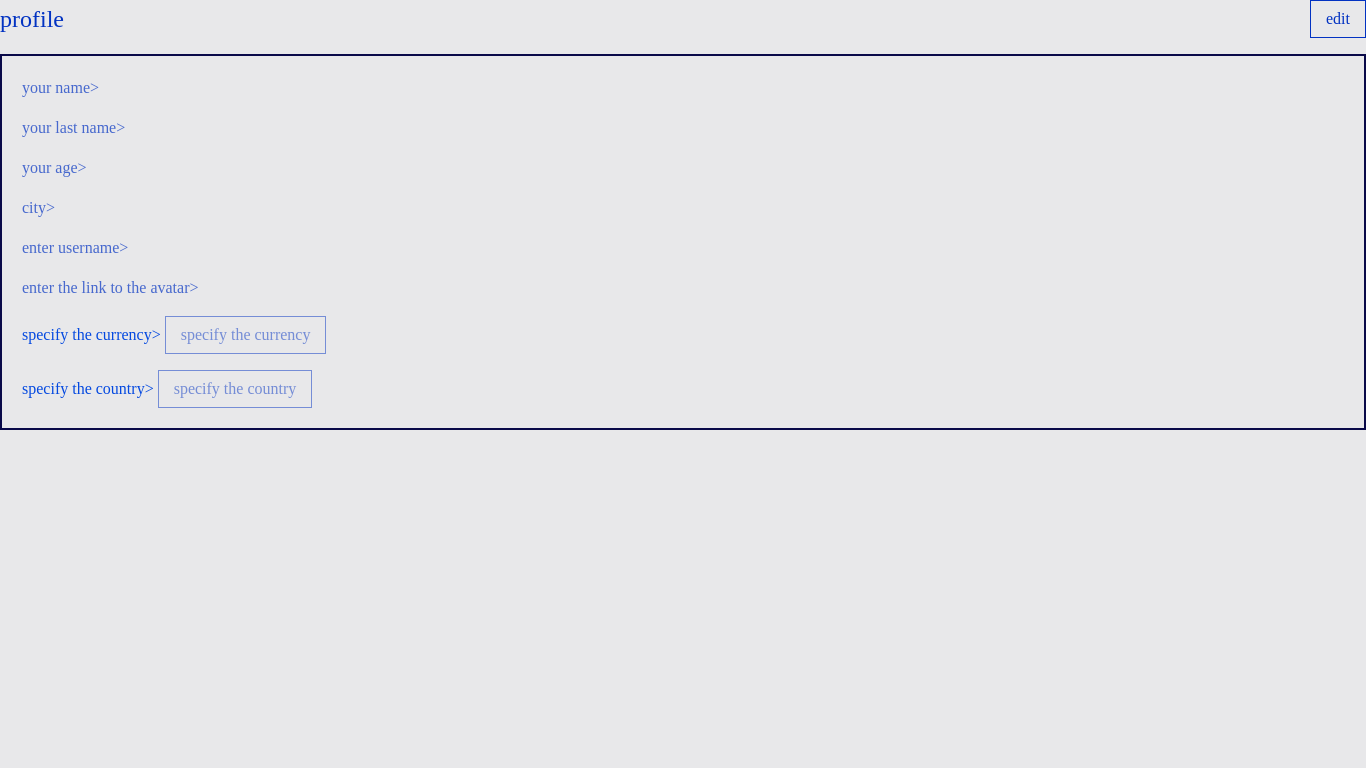 profile
edit
your name>
your last name>
your age>
city>
enter username>
enter the link to the avatar>
specify the currency> specify the currency
specify the country> specify the country